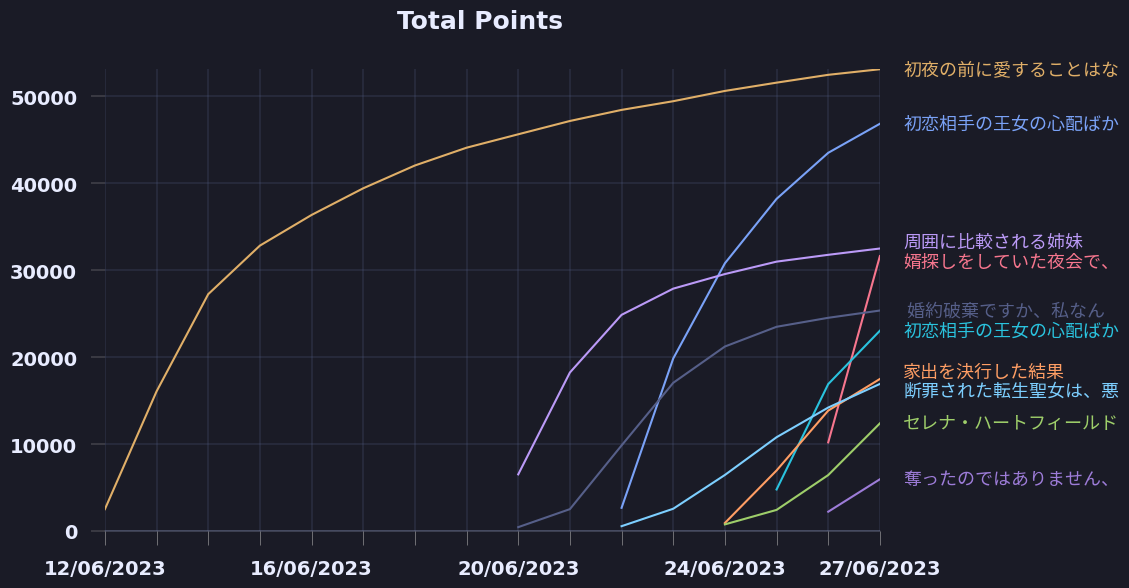 Total Points
初夜の前に愛することはな
50000
初恋相手の王女の心配ばか
40000
周囲に比較される姉妹
婿探しをしていた夜会で、
30000
婚約破棄ですか、私なん
初恋相手の王女の心配ばか
20000
家出を決行した結果
断罪された転生聖女は、悪
セレナ・ハートフィールド
10000
奪ったのではありません、
0
12/06/2023 16/06/2023 20/06/2023 24/06/2023 27/06/2023